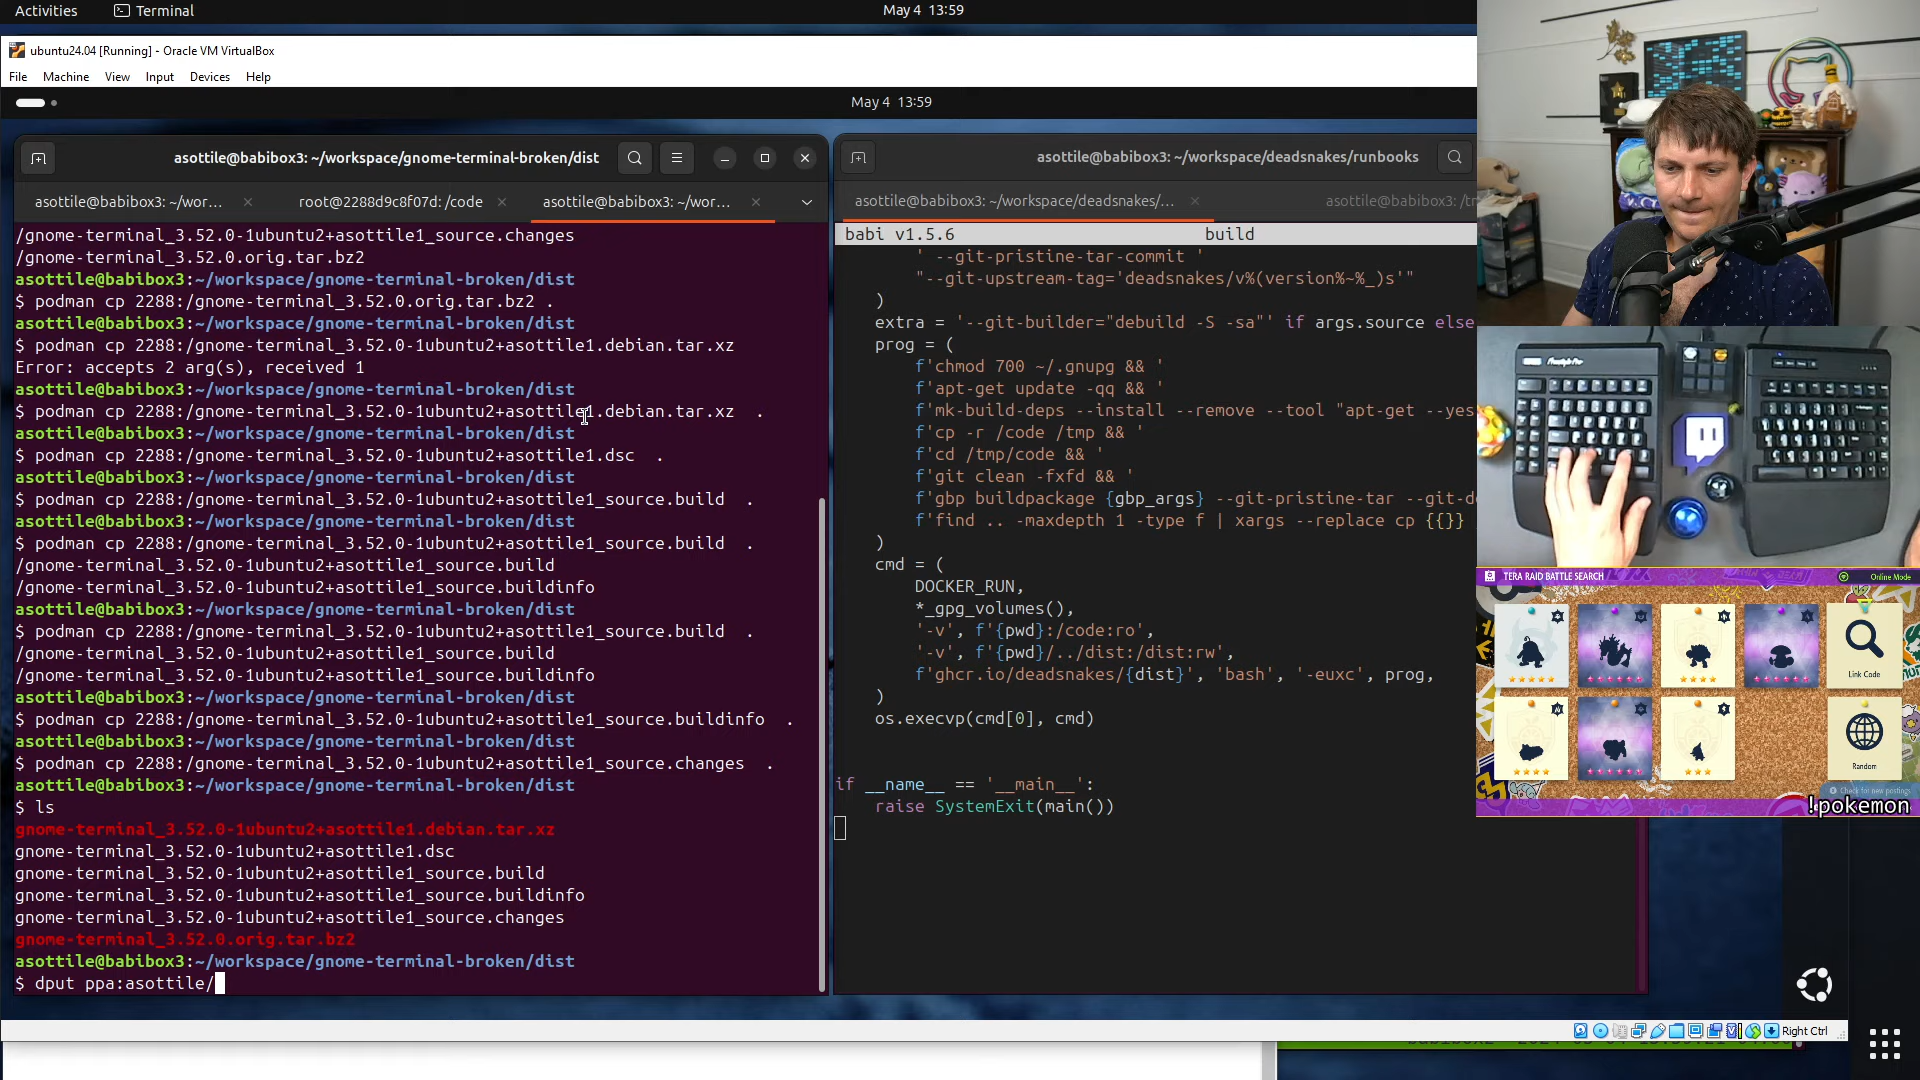 Activities
Terminal
May 4 13:59
ubuntu24.04 [Running] - Oracle VM VirtualBox
File Machine View Input Devices Help
May 4 13:59
asottile@babibox3: ~/workspace/gnome-terminal-broken/dist
asottile@babibox3: ~/wor...
root@2288d9c8f07d: /code
asottile@babibox3: ~/wor...
/gnome-terminal_3.52.0-1ubuntu2+asottile1_source.changes
/gnome-terminal_3.52.0.orig.tar.bz2
asottile@babibox3:~/workspace/gnome-terminal-broken/dist
$ podman cp 2288:/gnome-terminal_3.52.0.orig.tar.bz2 .
asottile@babibox3:~/workspace/gnome-terminal-broken/dist
$ podman cp 2288:/gnome-terminal_3.52.0-1ubuntu2+asottile1.debian.tar.xz
Error: accepts 2 arg(s), received 1
asottile@babibox3:~/workspace/gnome-terminal-broken/dist
$ podman cp 2288:/gnome-terminal_3.52.0-1ubuntu2+asottile1.debian.tar.xz  .
asottile@babibox3:~/workspace/gnome-terminal-broken/dist
$ podman cp 2288:/gnome-terminal_3.52.0-1ubuntu2+asottile1.dsc  .
asottile@babibox3:~/workspace/gnome-terminal-broken/dist
$ podman cp 2288:/gnome-terminal_3.52.0-1ubuntu2+asottile1_source.build  .
asottile@babibox3:~/workspace/gnome-terminal-broken/dist
$ podman cp 2288:/gnome-terminal_3.52.0-1ubuntu2+asottile1_source.build  .
/gnome-terminal_3.52.0-1ubuntu2+asottile1_source.build
/gnome-terminal_3.52.0-1ubuntu2+asottile1_source.buildinfo
asottile@babibox3:~/workspace/gnome-terminal-broken/dist
$ podman cp 2288:/gnome-terminal_3.52.0-1ubuntu2+asottile1_source.build  .
/gnome-terminal_3.52.0-1ubuntu2+asottile1_source.build
/gnome-terminal_3.52.0-1ubuntu2+asottile1_source.buildinfo
asottile@babibox3:~/workspace/gnome-terminal-broken/dist
$ podman cp 2288:/gnome-terminal_3.52.0-1ubuntu2+asottile1_source.buildinfo  .
asottile@babibox3:~/workspace/gnome-terminal-broken/dist
$ podman cp 2288:/gnome-terminal_3.52.0-1ubuntu2+asottile1_source.changes  .
asottile@babibox3:~/workspace/gnome-terminal-broken/dist
$ ls
gnome-terminal_3.52.0-1ubuntu2+asottile1.debian.tar.xz
gnome-terminal_3.52.0-1ubuntu2+asottile1.dsc
gnome-terminal_3.52.0-1ubuntu2+asottile1_source.build
gnome-terminal_3.52.0-1ubuntu2+asottile1_source.buildinfo
gnome-terminal_3.52.0-1ubuntu2+asottile1_source.changes
gnome-terminal_3.52.0.orig.tar.bz2
asottile@babibox3:~/workspace/gnome-terminal-broken/dist
$ dput ppa:asottile/
asottile@babibox3: ~/workspace/deadsnakes/runbooks
asottile@babibox3: ~/workspace/deadsnakes/...
asottile@babibox3: /t
babi v1.5.6
build
' --git-pristine-tar-commit '
"--git-upstream-tag='deadsnakes/v%(version%~%_)s'"
)
extra = '--git-builder="debuild -S -sa"' if args.source else
prog = (
f'chmod 700 ~/.gnupg && '
f'apt-get update -qq && '
f'mk-build-deps --install --remove --tool "apt-get --yes
f'cp -r /code /tmp && '
f'cd /tmp/code && '
f'git clean -fxfd && '
f'gbp buildpackage {gbp_args} --git-pristine-tar --git-d
f'find .. -maxdepth 1 -type f | xargs --replace cp {{}}
)
cmd = (
DOCKER_RUN,
*_gpg_volumes(),
'-v', f'{pwd}:/code:ro',
'-v', f'{pwd}/../dist:/dist:rw',
f'ghcr.io/deadsnakes/{dist}', 'bash', '-euxc', prog,
)
os.execvp(cmd[0], cmd)
if __name__ == '__main__':
raise SystemExit(main())
TERA RAID BATTLE SEARCH
Online Mode
Link Code
Random
Check for new postings
!pokemon
Right Ctrl